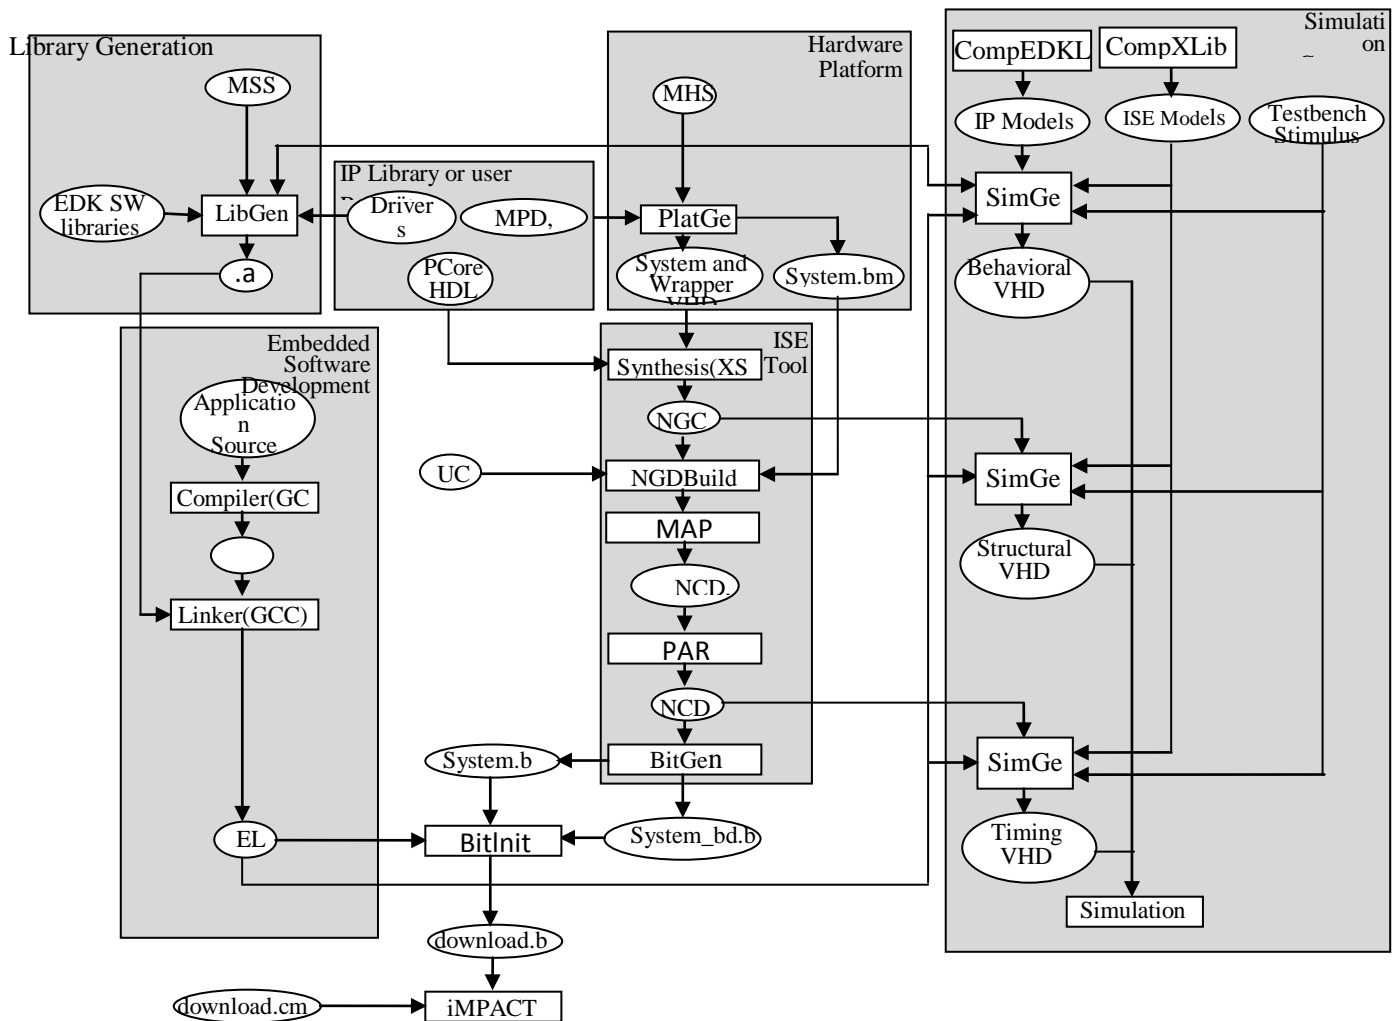 Library Generation
MSS
EDK SW
libraries
LibGen
.a
IP Library or user
Drivers
MPD,
PCore
HDL
Hardware
Platform
MHS
PlatGe
System and
Wrapper
VHD
System.bm
Simulati
on
CompEDKL
CompXLib
IP Models
ISE Models
Testbench
Stimulus
SimGe
Behavioral
VHD
Embedded
Software
Development
Applicatio
n
Source
Compiler(GC
Linker(GCC)
EL
ISE
Tool
Synthesis(XS
NGC
UC
NGDBuild
MAP
NCD,
PAR
NCD
BitGen
System.b
System_bd.b
BitInit
download.b
download.cm
iMPACT
SimGe
Structural
VHD
SimGe
Timing
VHD
Simulation